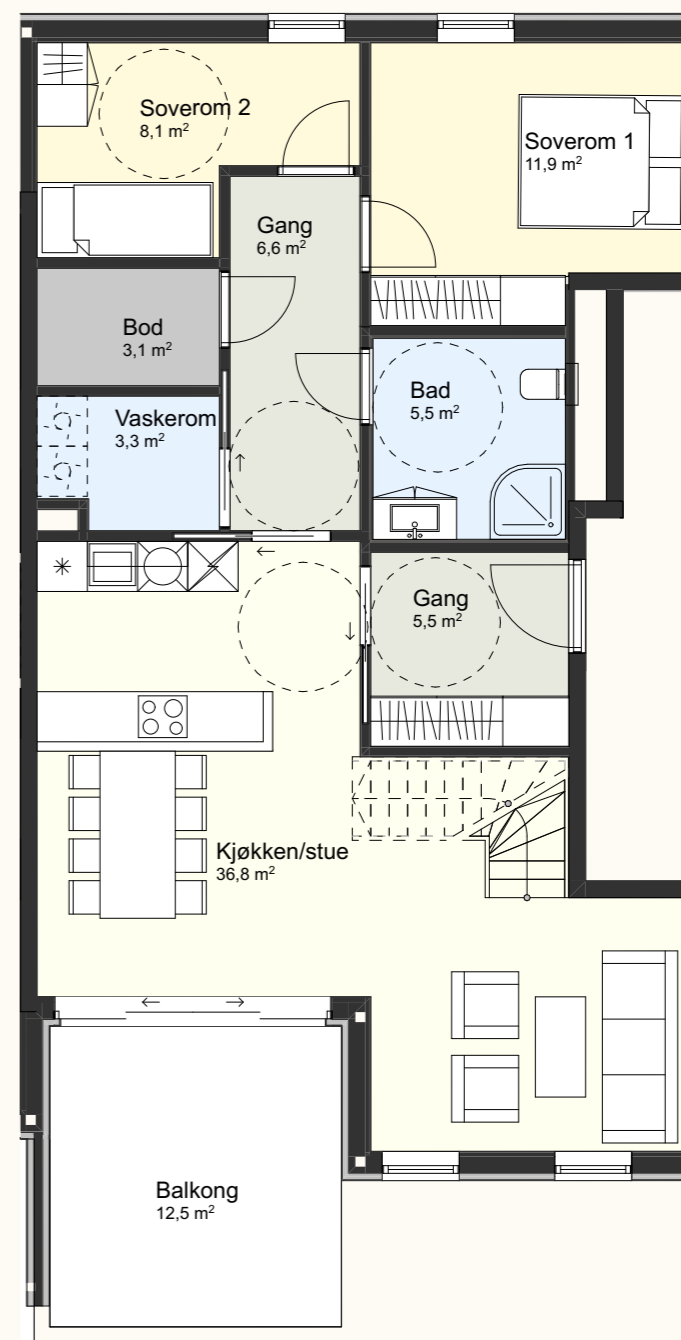 Soverom 2
8,1 m²
Soverom 1
11,9 m²
Gang
6,6 m²
Bod
3,1 m²
Bad
5,5 m²
Vaskerom
3,3 m²
Gang
5,5 m²
Kjøkken/stue
36,8 m²
Balkong
12,5 m²